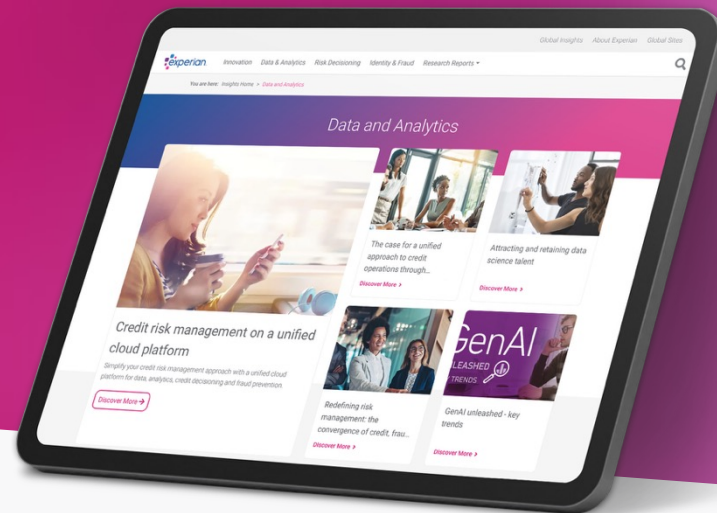 Global Insights About Experian Global Sites
experian Innovation Data & Analytics Risk Decisioning Identity & Fraud Research Reports
You are here: Insights Home > Data and Analytics
Data and Analytics
Credit risk management on a unified
cloud platform
Simplify your credit risk management approach with a unified cloud
platform for data, analytics, credit decisioning and fraud prevention.
Discover More →
The case for a unified
approach to credit
operations through...
Discover More >
Attracting and retaining data
science talent
Discover More >
Redefining risk
management: the
convergence of credit, frau...
Discover More >
GenAI
LEASHED
TRENDS
GenAI unleashed - key
trends
Discover More >